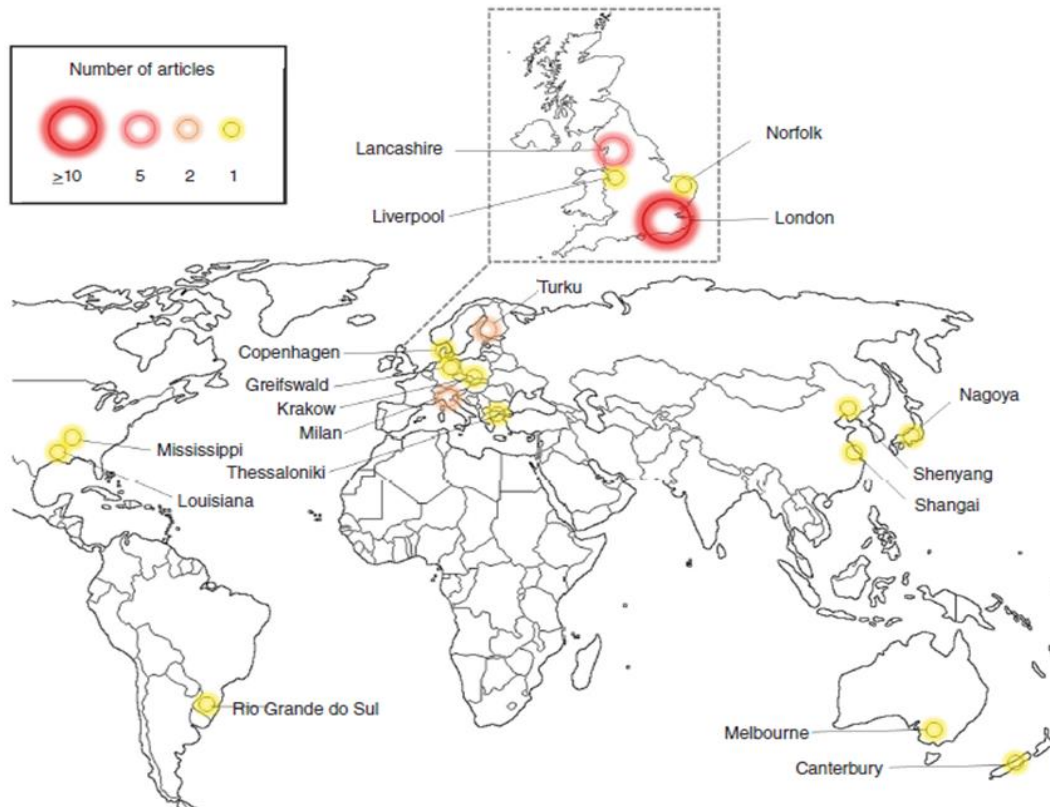 Number of articles
≥10 5 2 1
Lancashire
Norfolk
Liverpool
London
Turku
Copenhagen
Greifswald
Krakow
Milan
Thessaloniki
Mississippi
Louisiana
Nagoya
Shenyang
Shangai
Rio Grande do Sul
Melbourne
Canterbury